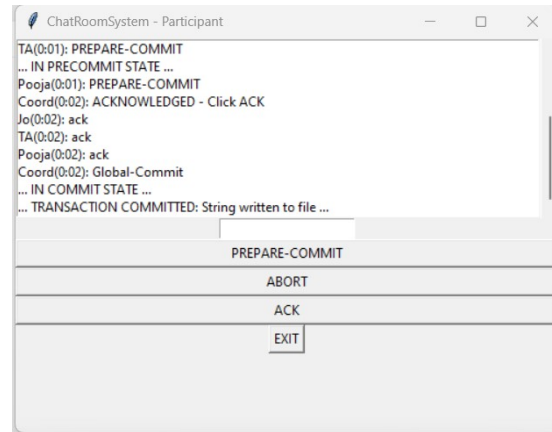 ChatRoomSystem - Participant
TA(0:01): PREPARE-COMMIT
... IN PRECOMMIT STATE ...
Pooja(0:01): PREPARE-COMMIT
Coord(0:02): ACKNOWLEDGED - Click ACK
Jo(0:02): ack
TA(0:02): ack
Pooja(0:02): ack
Coord(0:02): Global-Commit
... IN COMMIT STATE ...
... TRANSACTION COMMITTED: String written to file ...
PREPARE-COMMIT
ABORT
ACK
EXIT